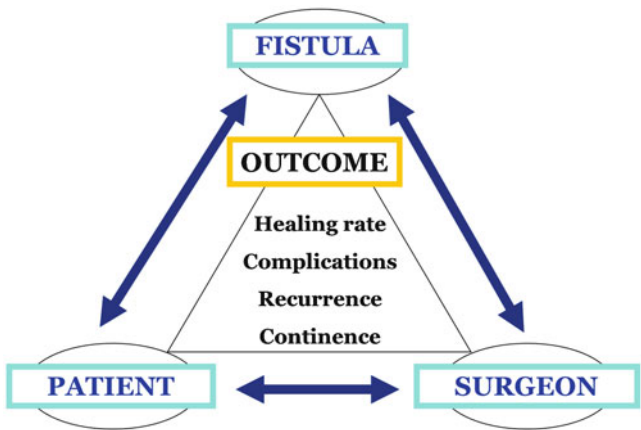 FISTULA
OUTCOME
Healing rate
Complications
Recurrence
Continence
PATIENT
SURGEON